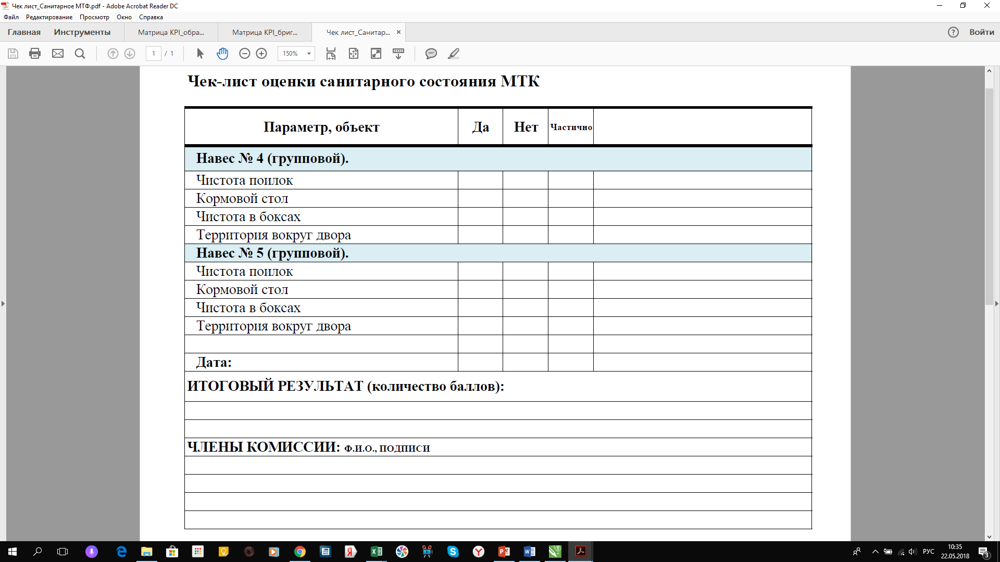 Чек лист_Санитарное МТФ.pdf - Adobe Acrobat Reader DC
Файл Редактирование Просмотр Окно Справка
Главная Инструменты Матрица KPI_обра... Матрица KPI_бриг... Чек лист_Санитар... × Войти
1 / 1 150%
Чек-лист оценки санитарного состояния МТК
Параметр, объект Да Нет Частично
Навес № 4 (групповой).
Чистота поилок
Кормовой стол
Чистота в боксах
Территория вокруг двора
Навес № 5 (групповой).
Чистота поилок
Кормовой стол
Чистота в боксах
Территория вокруг двора
Дата:
ИТОГОВЫЙ РЕЗУЛЬТАТ (количество баллов):
ЧЛЕНЫ КОМИССИИ: Ф.И.О., ПОДПИСИ
РУС 10:35
22.05.2018 3